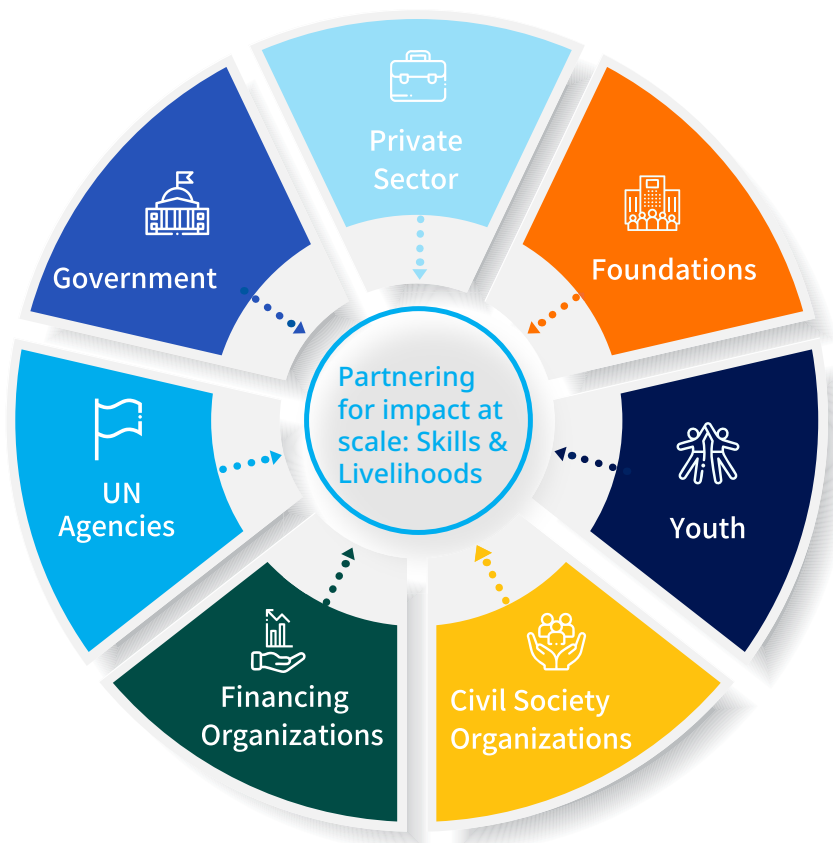 Private
Sector
Foundations
Youth
Civil Society
Organizations
Financing
Organizations
UN
Agencies
Government
Partnering
for impact at
scale: Skills &
Livelihoods